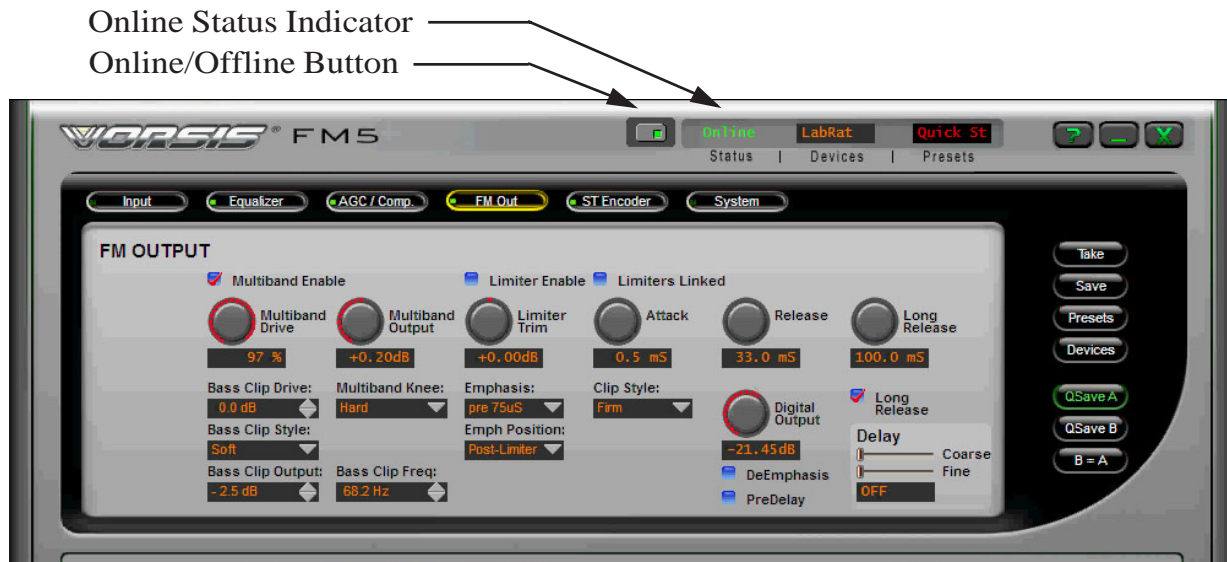 Online Status Indicator
Online/Offline Button
VORSIS® FM5
Online LabRat Quick St
Status | Devices | Presets
? _ X
Input Equalizer AGC / Comp. FM Out ST Encoder System
FM OUTPUT
Multiband Enable Limiter Enable Limiters Linked
Multiband Drive
Multiband Output
Limiter Trim
Attack
Release
Long Release
97 % +0.20dB +0.00dB 0.5 mS 33.0 mS 100.0 mS
Bass Clip Drive: Multiband Knee: Emphasis: Clip Style:
0.0 dB Hard pre 75uS Firm
Bass Clip Style: Emph Position:
Soft Post-Limiter
Bass Clip Output: Bass Clip Freq:
-2.5 dB 68.2 Hz
Digital Output
-21.45dB
DeEmphasis
PreDelay
Long Release
Delay
Coarse
Fine
OFF
Take
Save
Presets
Devices
QSave A
QSave B
B = A